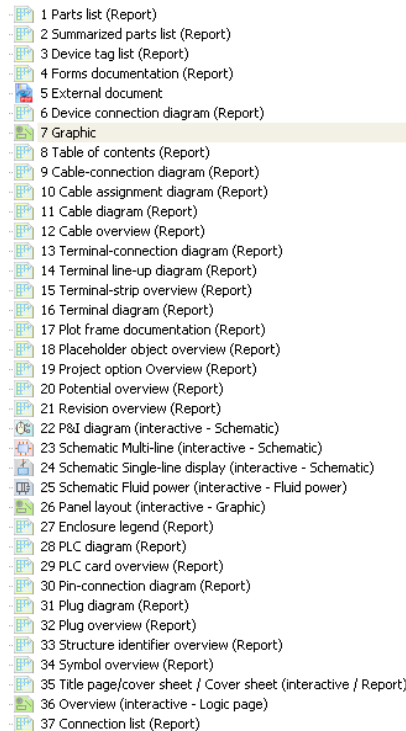 1 Parts list (Report)
2 Summarized parts list (Report)
3 Device tag list (Report)
4 Forms documentation (Report)
5 External document
6 Device connection diagram (Report)
7 Graphic
8 Table of contents (Report)
9 Cable-connection diagram (Report)
10 Cable assignment diagram (Report)
11 Cable diagram (Report)
12 Cable overview (Report)
13 Terminal-connection diagram (Report)
14 Terminal line-up diagram (Report)
15 Terminal-strip overview (Report)
16 Terminal diagram (Report)
17 Plot frame documentation (Report)
18 Placeholder object overview (Report)
19 Project option Overview (Report)
20 Potential overview (Report)
21 Revision overview (Report)
22 P&I diagram (interactive - Schematic)
23 Schematic Multi-line (interactive - Schematic)
24 Schematic Single-line display (interactive - Schematic)
25 Schematic Fluid power (interactive - Fluid power)
26 Panel layout (interactive - Graphic)
27 Enclosure legend (Report)
28 PLC diagram (Report)
29 PLC card overview (Report)
30 Pin-connection diagram (Report)
31 Plug diagram (Report)
32 Plug overview (Report)
33 Structure identifier overview (Report)
34 Symbol overview (Report)
35 Title page/cover sheet / Cover sheet (interactive / Report)
36 Overview (interactive - Logic page)
37 Connection list (Report)